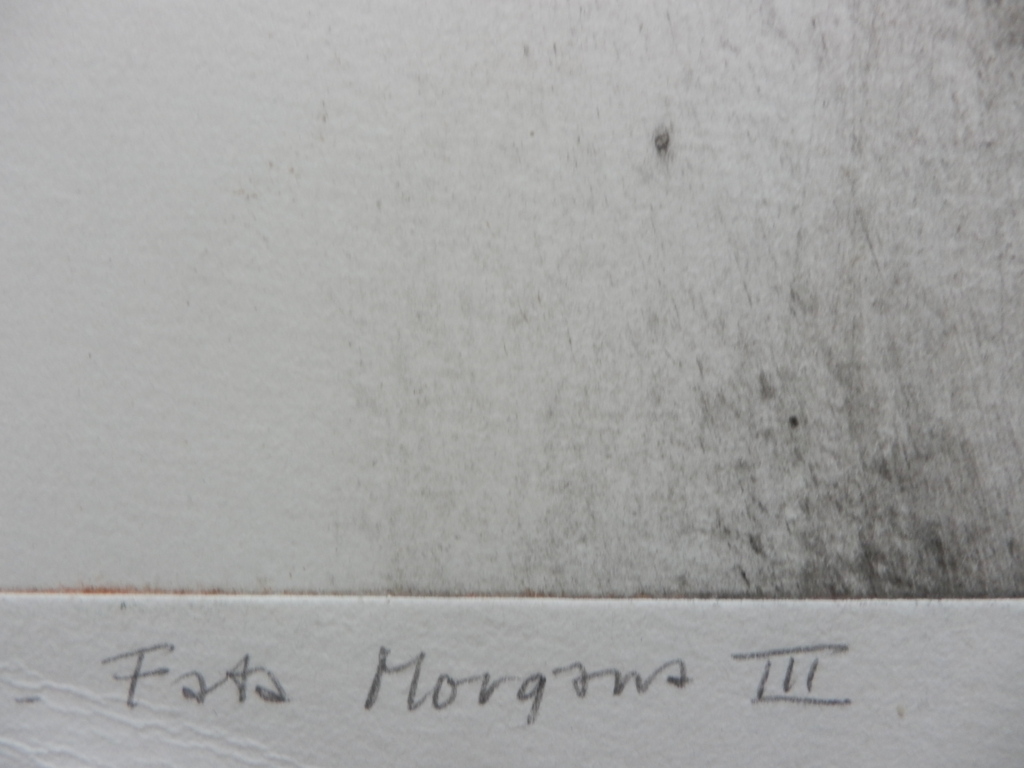 - Fata Morgana III